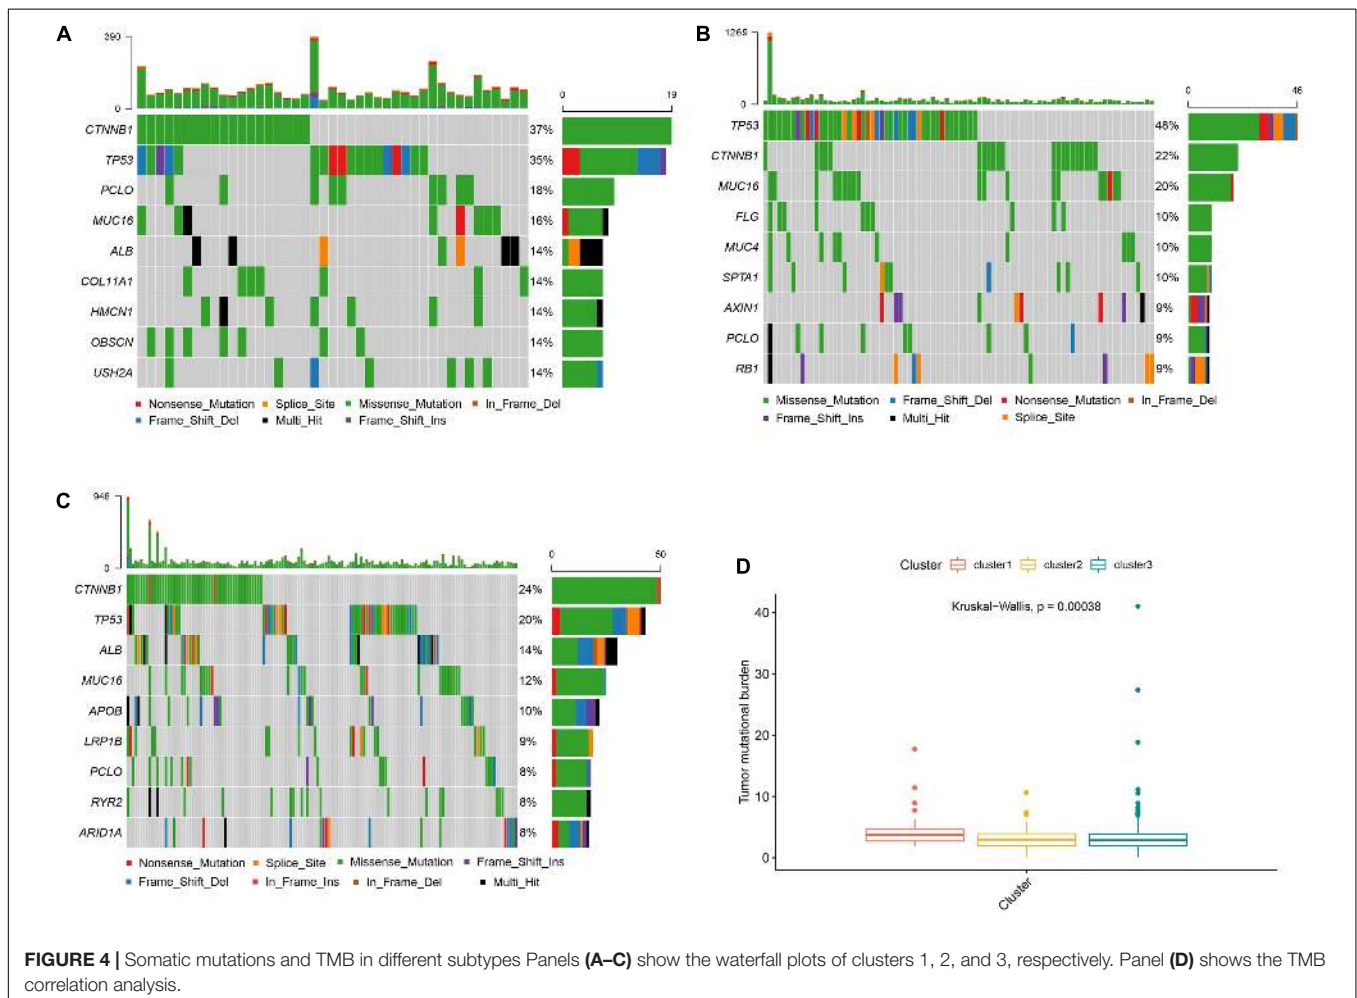 A
390
0
0 19
CTNNB1 37%
TP53 35%
PCLO 18%
MUC16 16%
ALB 14%
COL11A1 14%
HMCN1 14%
OBSCN 14%
USH2A 14%
Nonsense_Mutation Splice_Site Missense_Mutation In_Frame_Del
Frame_Shift_Del Multi_Hit Frame_Shift_Ins
B
1269
0
0 46
TP53 48%
CTNNB1 22%
MUC16 20%
FLG 10%
MUC4 10%
SPTA1 10%
AXIN1 9%
PCLO 9%
RB1 9%
Missense_Mutation Frame_Shift_Del Nonsense_Mutation In_Frame_Del
Frame_Shift_Ins Multi_Hit Splice_Site
C
946
0
0 60
CTNNB1 24%
TP53 20%
ALB 14%
MUC16 12%
APOB 10%
LRP1B 9%
PCLO 8%
RYR2 8%
ARID1A 8%
Nonsense_Mutation Splice_Site Missense_Mutation Frame_Shift_Ins
Frame_Shift_Del In_Frame_Ins In_Frame_Del Multi_Hit
D
Cluster cluster1 cluster2 cluster3
Kruskal-Wallis, p = 0.00038
Tumor mutational burden
40
30
20
10
0
Cluster
FIGURE 4 | Somatic mutations and TMB in different subtypes Panels (A–C) show the waterfall plots of clusters 1, 2, and 3, respectively. Panel (D) shows the TMB
correlation analysis.